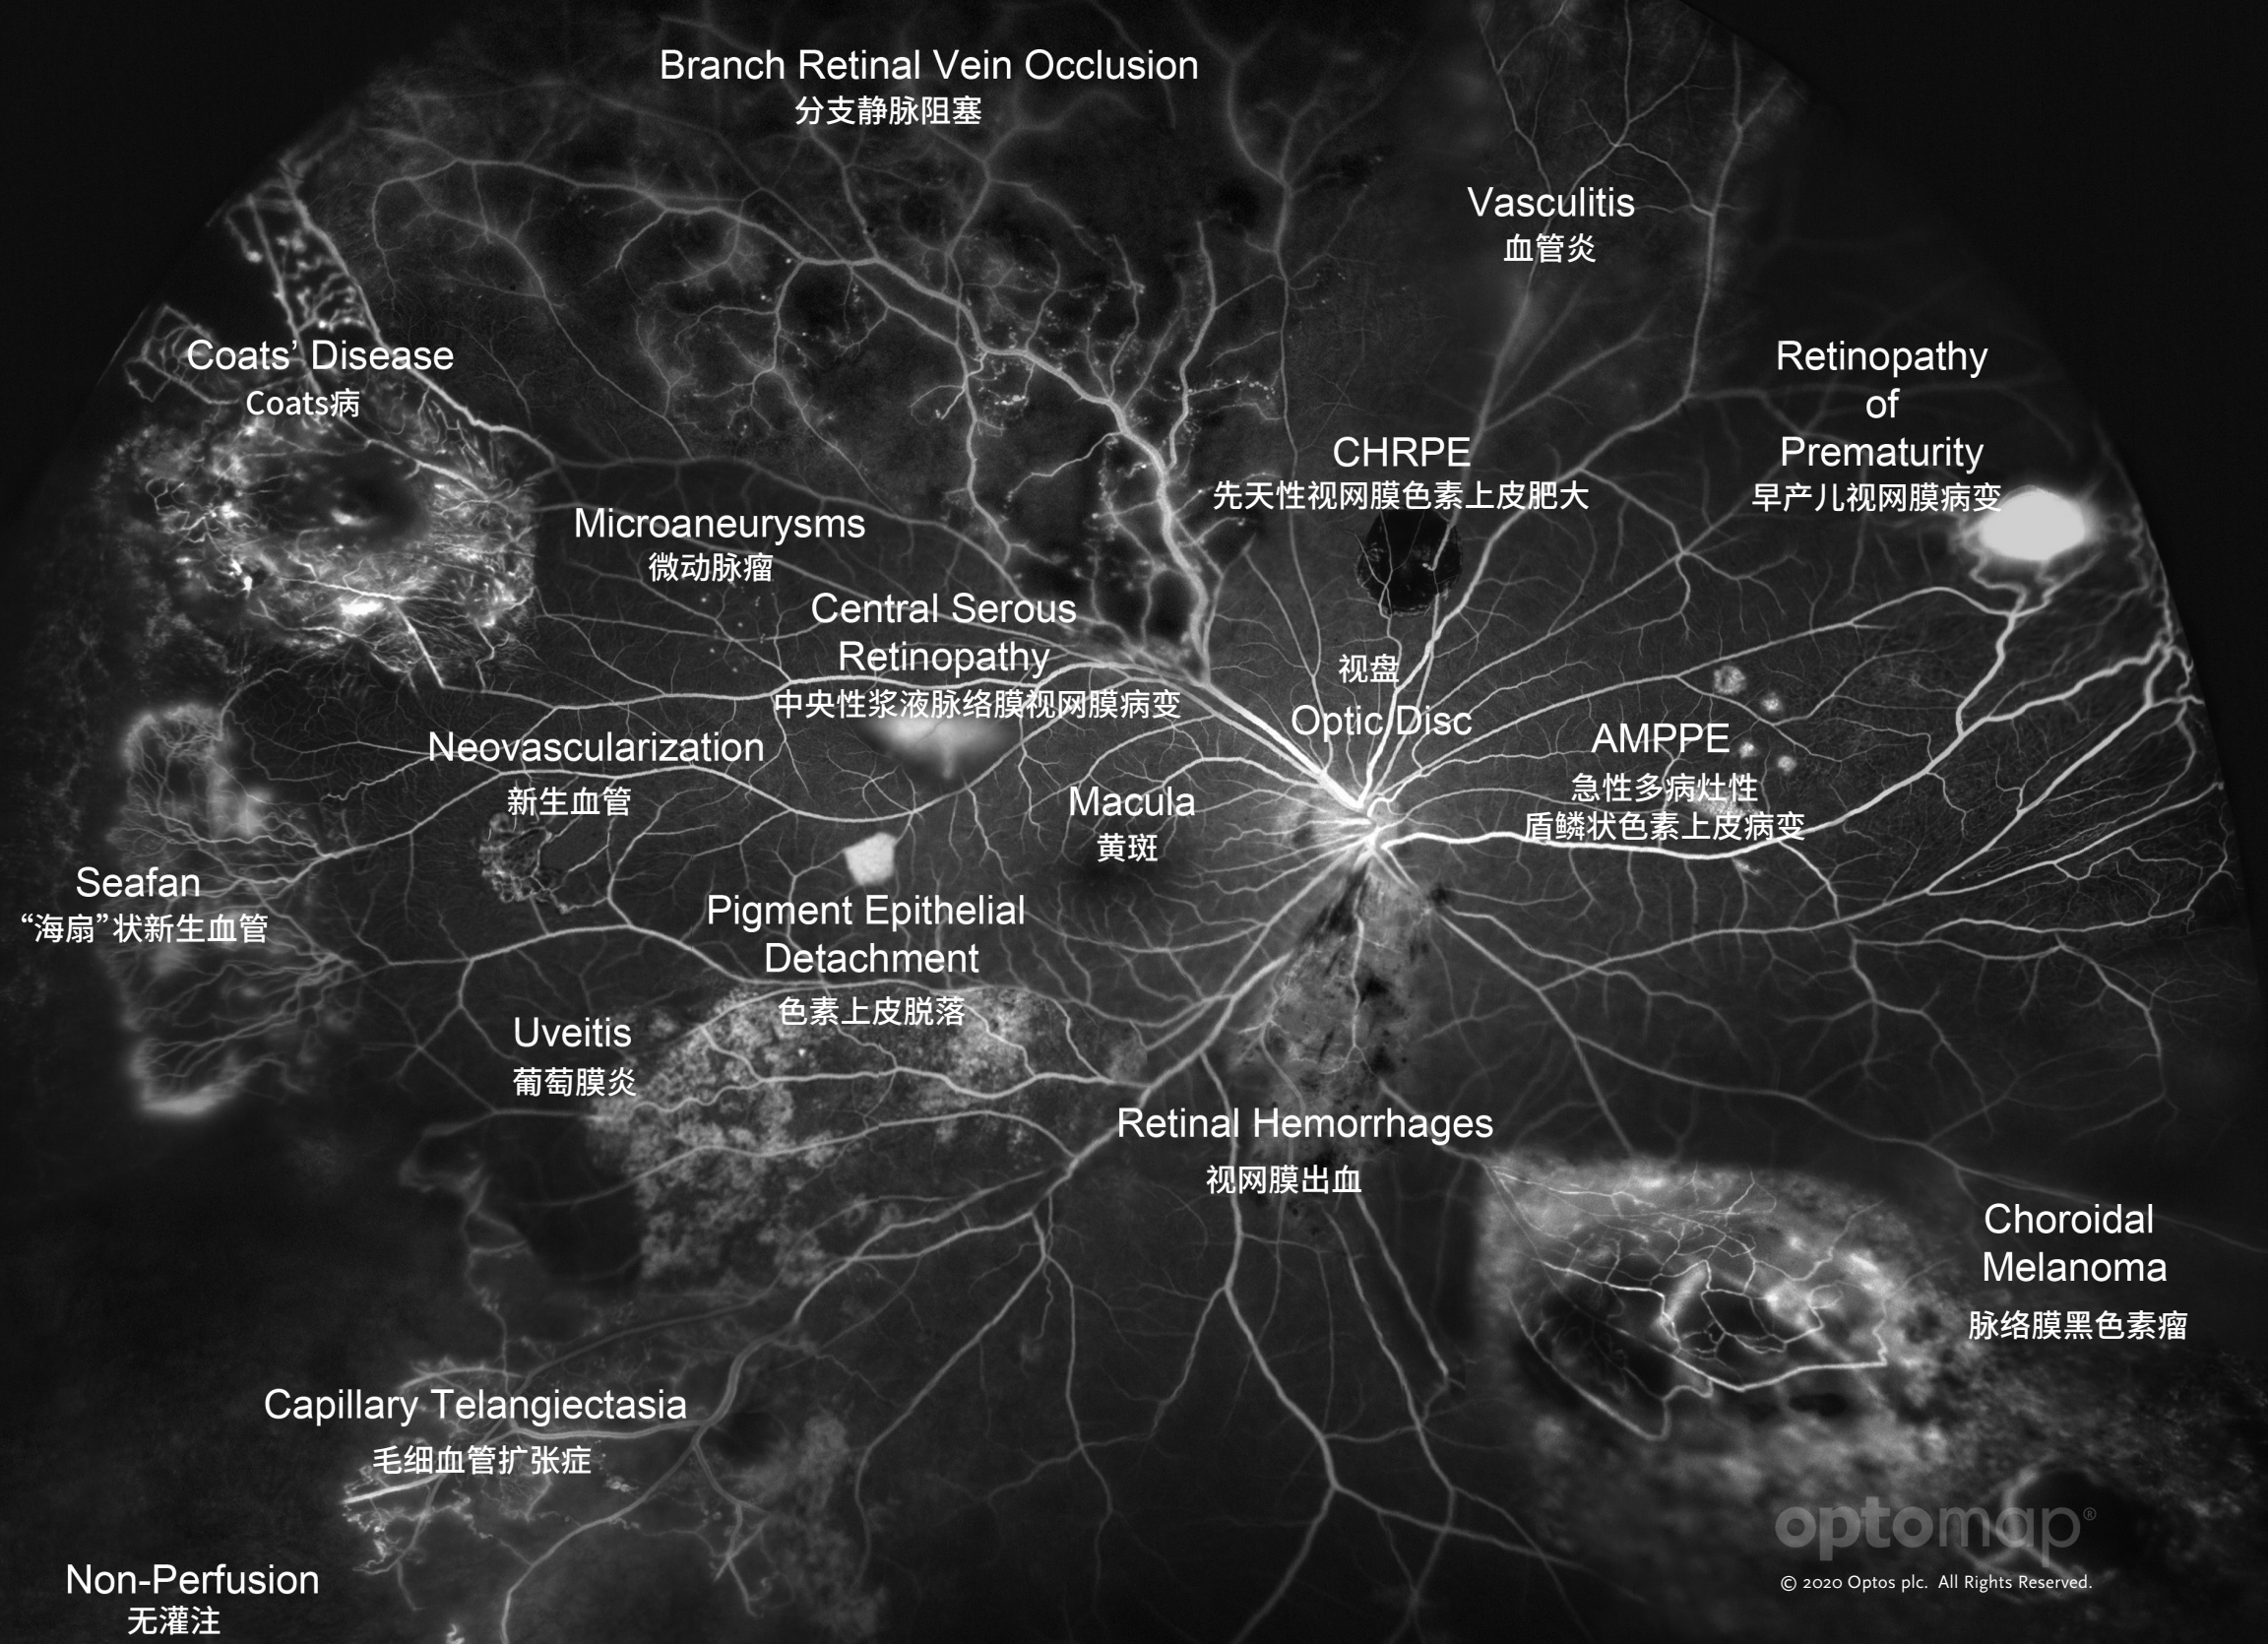 Branch Retinal Vein Occlusion
分支静脉阻塞
Vasculitis
血管炎
Coats’ Disease
Coats病
Retinopathy
of
Prematurity
早产儿视网膜病变
CHRPE
先天性视网膜色素上皮肥大
Microaneurysms
微动脉瘤
Central Serous
Retinopathy
中央性浆液脉络膜视网膜病变
视盘
Optic Disc
Neovascularization
新生血管
AMPPE
急性多病灶性
盾鳞状色素上皮病变
Macula
黄斑
Seafan
“海扇”状新生血管
Pigment Epithelial
Detachment
色素上皮脱落
Uveitis
葡萄膜炎
Retinal Hemorrhages
视网膜出血
Choroidal
Melanoma
脉络膜黑色素瘤
Capillary Telangiectasia
毛细血管扩张症
optomap®
Non-Perfusion
无灌注
© 2020 Optos plc. All Rights Reserved.